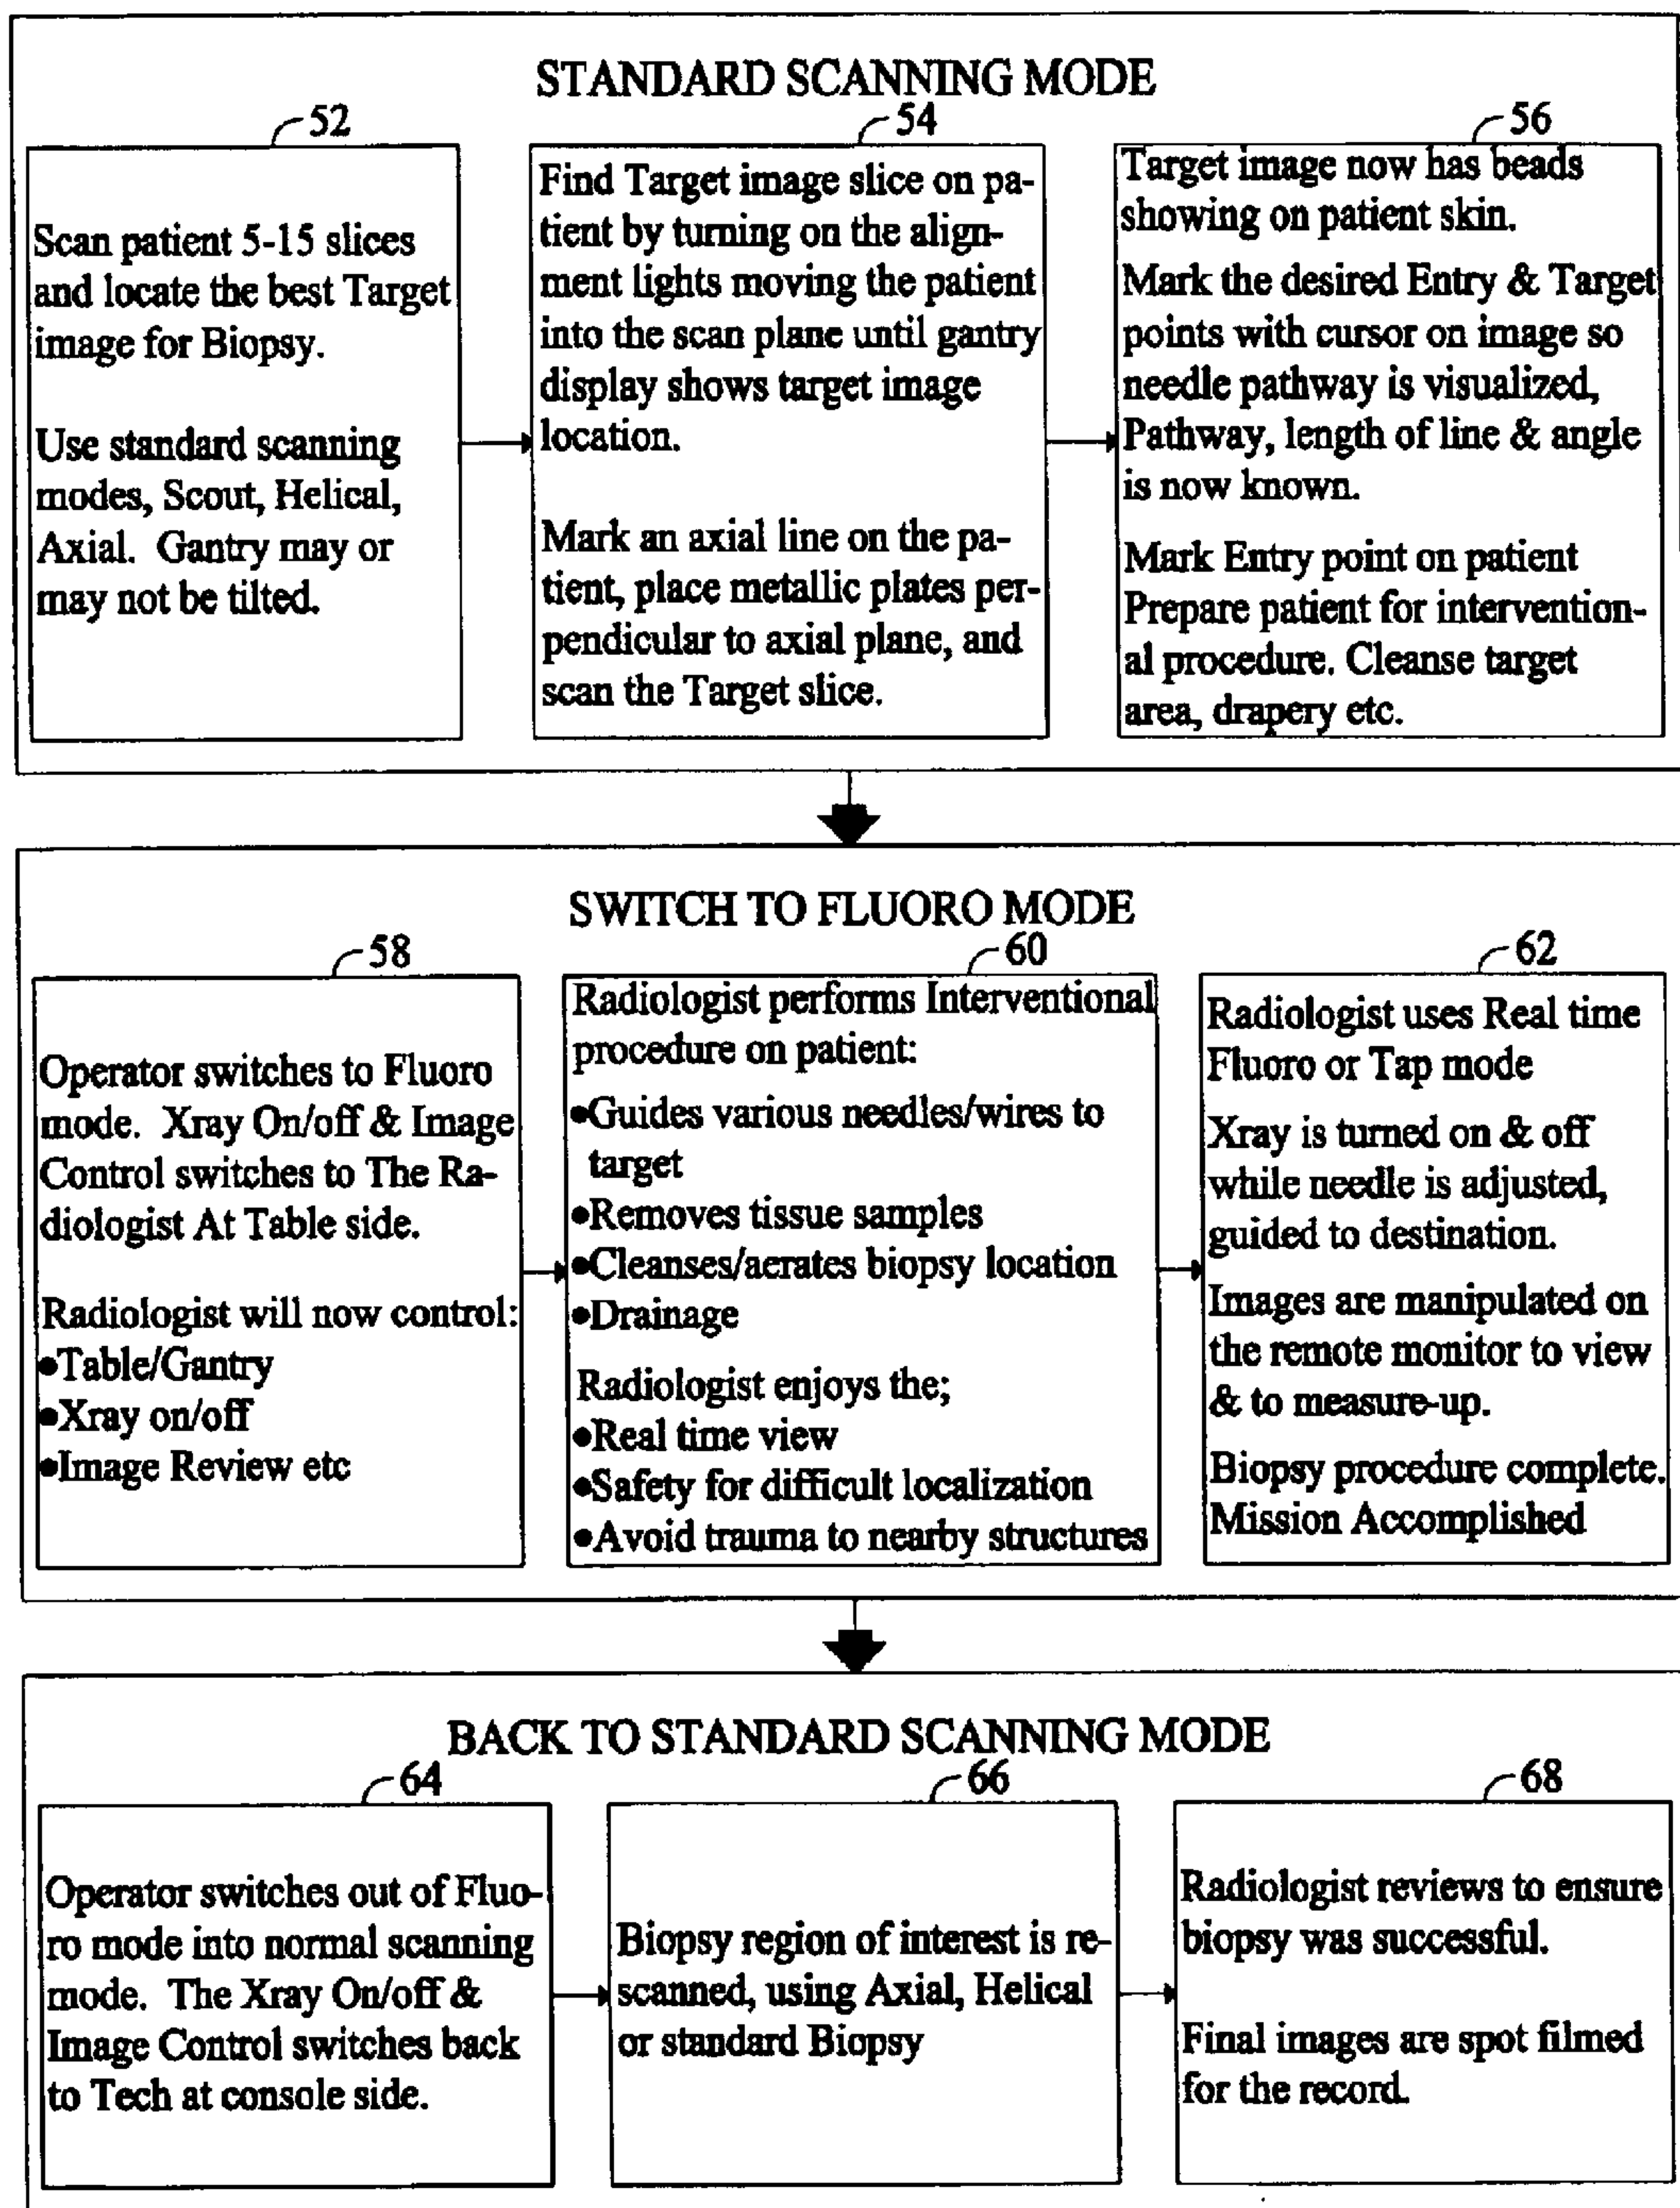 STANDARD SCANNING MODE
52
Scan patient 5-15 slices
and locate the best Target
image for Biopsy.
Use standard scanning
modes, Scout, Helical,
Axial. Gantry may or
may not be tilted.
54
Find Target image slice on pa-
tient by turning on the align-
ment lights moving the patient
into the scan plane until gantry
display shows target image
location.
Mark an axial line on the pa-
tient, place metallic plates per-
pendicular to axial plane, and
scan the Target slice.
56
Target image now has beads
showing on patient skin.
Mark the desired Entry & Target
points with cursor on image so
needle pathway is visualized,
Pathway, length of line & angle
is now known.
Mark Entry point on patient
Prepare patient for intervention-
al procedure. Cleanse target
area, drapery etc.
SWITCH TO FLUORO MODE
58
Operator switches to Fluoro
mode. Xray On/off & Image
Control switches to The Ra-
diologist At Table side.
Radiologist will now control:
•Table/Gantry
•Xray on/off
•Image Review etc
60
Radiologist performs Interventional
procedure on patient:
•Guides various needles/wires to
target
•Removes tissue samples
•Cleanses/aerates biopsy location
•Drainage
Radiologist enjoys the;
•Real time view
•Safety for difficult localization
•Avoid trauma to nearby structures
62
Radiologist uses Real time
Fluoro or Tap mode
Xray is turned on & off
while needle is adjusted,
guided to destination.
Images are manipulated on
the remote monitor to view
& to measure-up.
Biopsy procedure complete.
Mission Accomplished
BACK TO STANDARD SCANNING MODE
64
Operator switches out of Fluo-
ro mode into normal scanning
mode. The Xray On/off &
Image Control switches back
to Tech at console side.
66
Biopsy region of interest is re-
scanned, using Axial, Helical
or standard Biopsy
68
Radiologist reviews to ensure
biopsy was successful.
Final images are spot filmed
for the record.